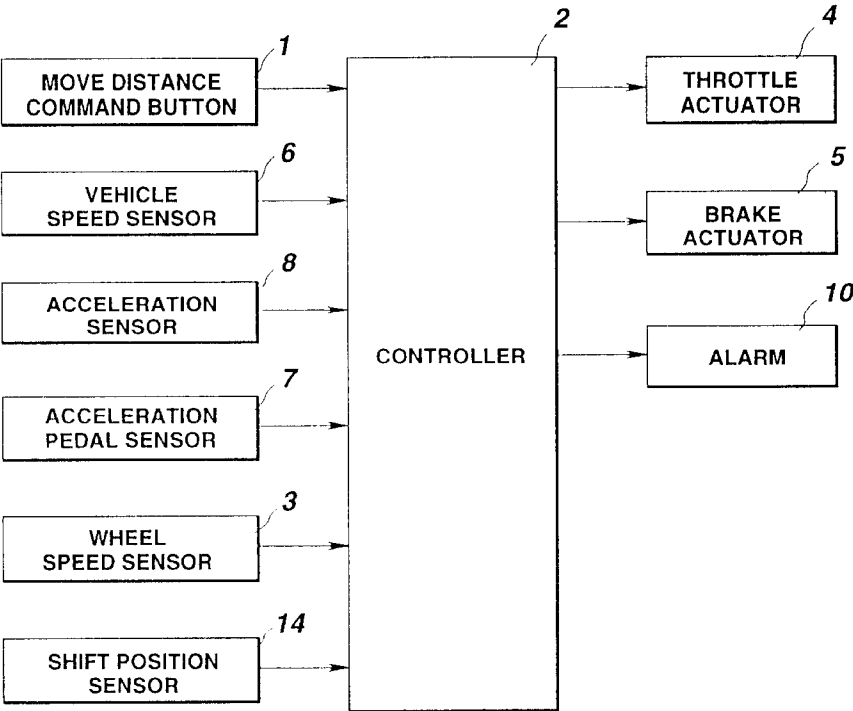 1
MOVE DISTANCE
COMMAND BUTTON
6
VEHICLE
SPEED SENSOR
8
ACCELERATION
SENSOR
7
ACCELERATION
PEDAL SENSOR
3
WHEEL
SPEED SENSOR
14
SHIFT POSITION
SENSOR
2
CONTROLLER
4
THROTTLE
ACTUATOR
5
BRAKE
ACTUATOR
10
ALARM